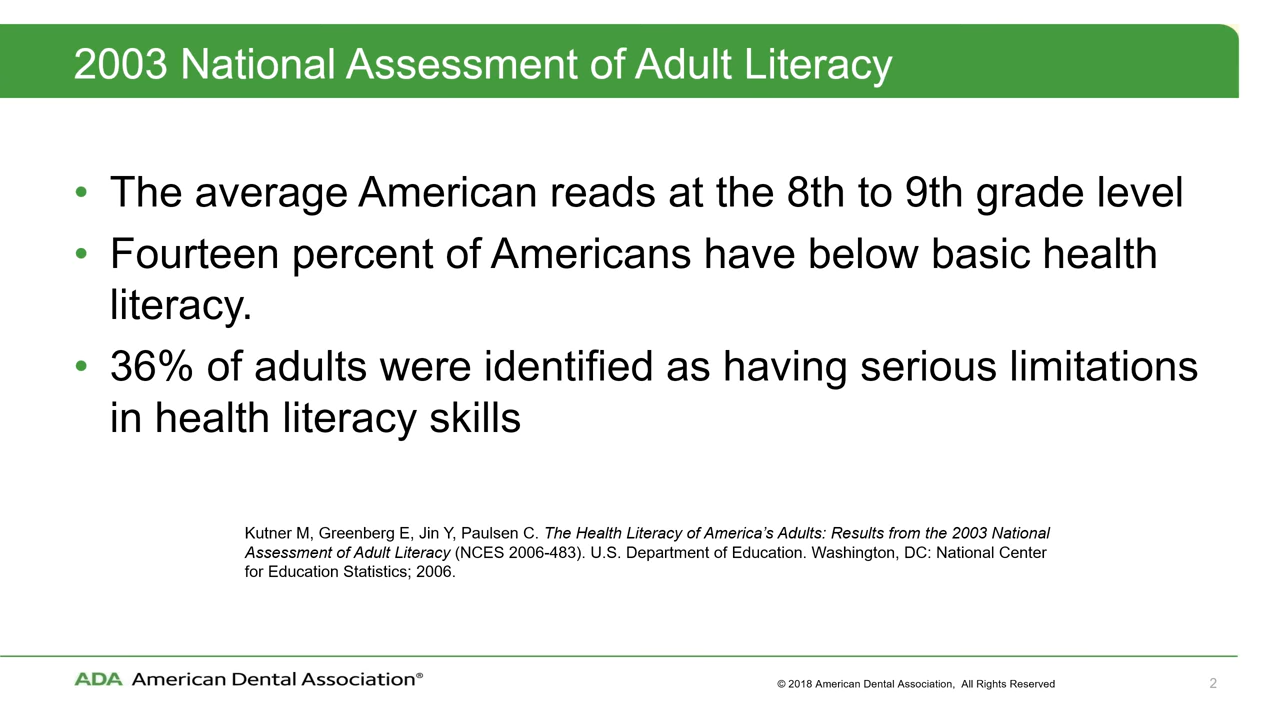 2003 National Assessment of Adult Literacy
• The average American reads at the 8th to 9th grade level
• Fourteen percent of Americans have below basic health
literacy.
• 36% of adults were identified as having serious limitations
in health literacy skills
Kutner M, Greenberg E, Jin Y, Paulsen C. The Health Literacy of America’s Adults: Results from the 2003 National
Assessment of Adult Literacy (NCES 2006-483). U.S. Department of Education. Washington, DC: National Center
for Education Statistics; 2006.
ADA American Dental Association®
© 2018 American Dental Association, All Rights Reserved
2